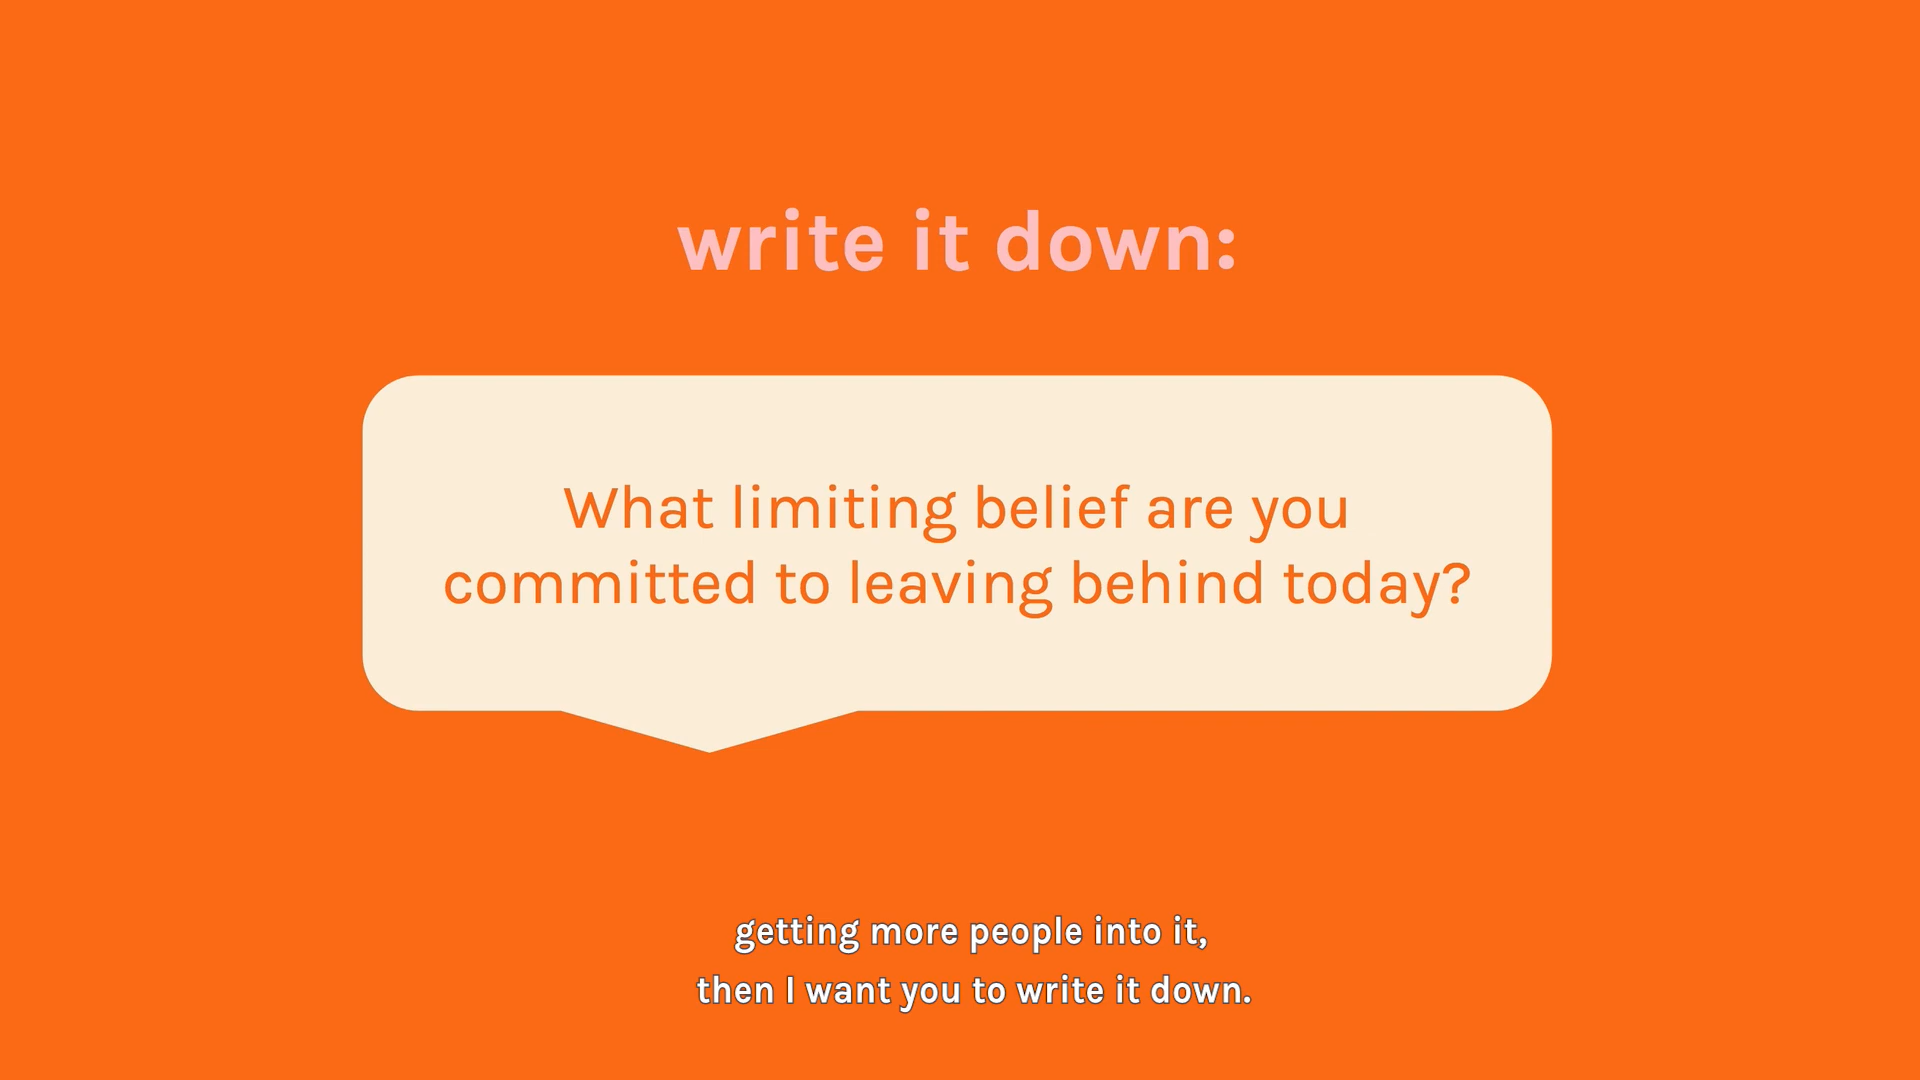 write it down:
What limiting belief are you
committed to leaving behind today?
getting more people into it,
then I want you to write it down.